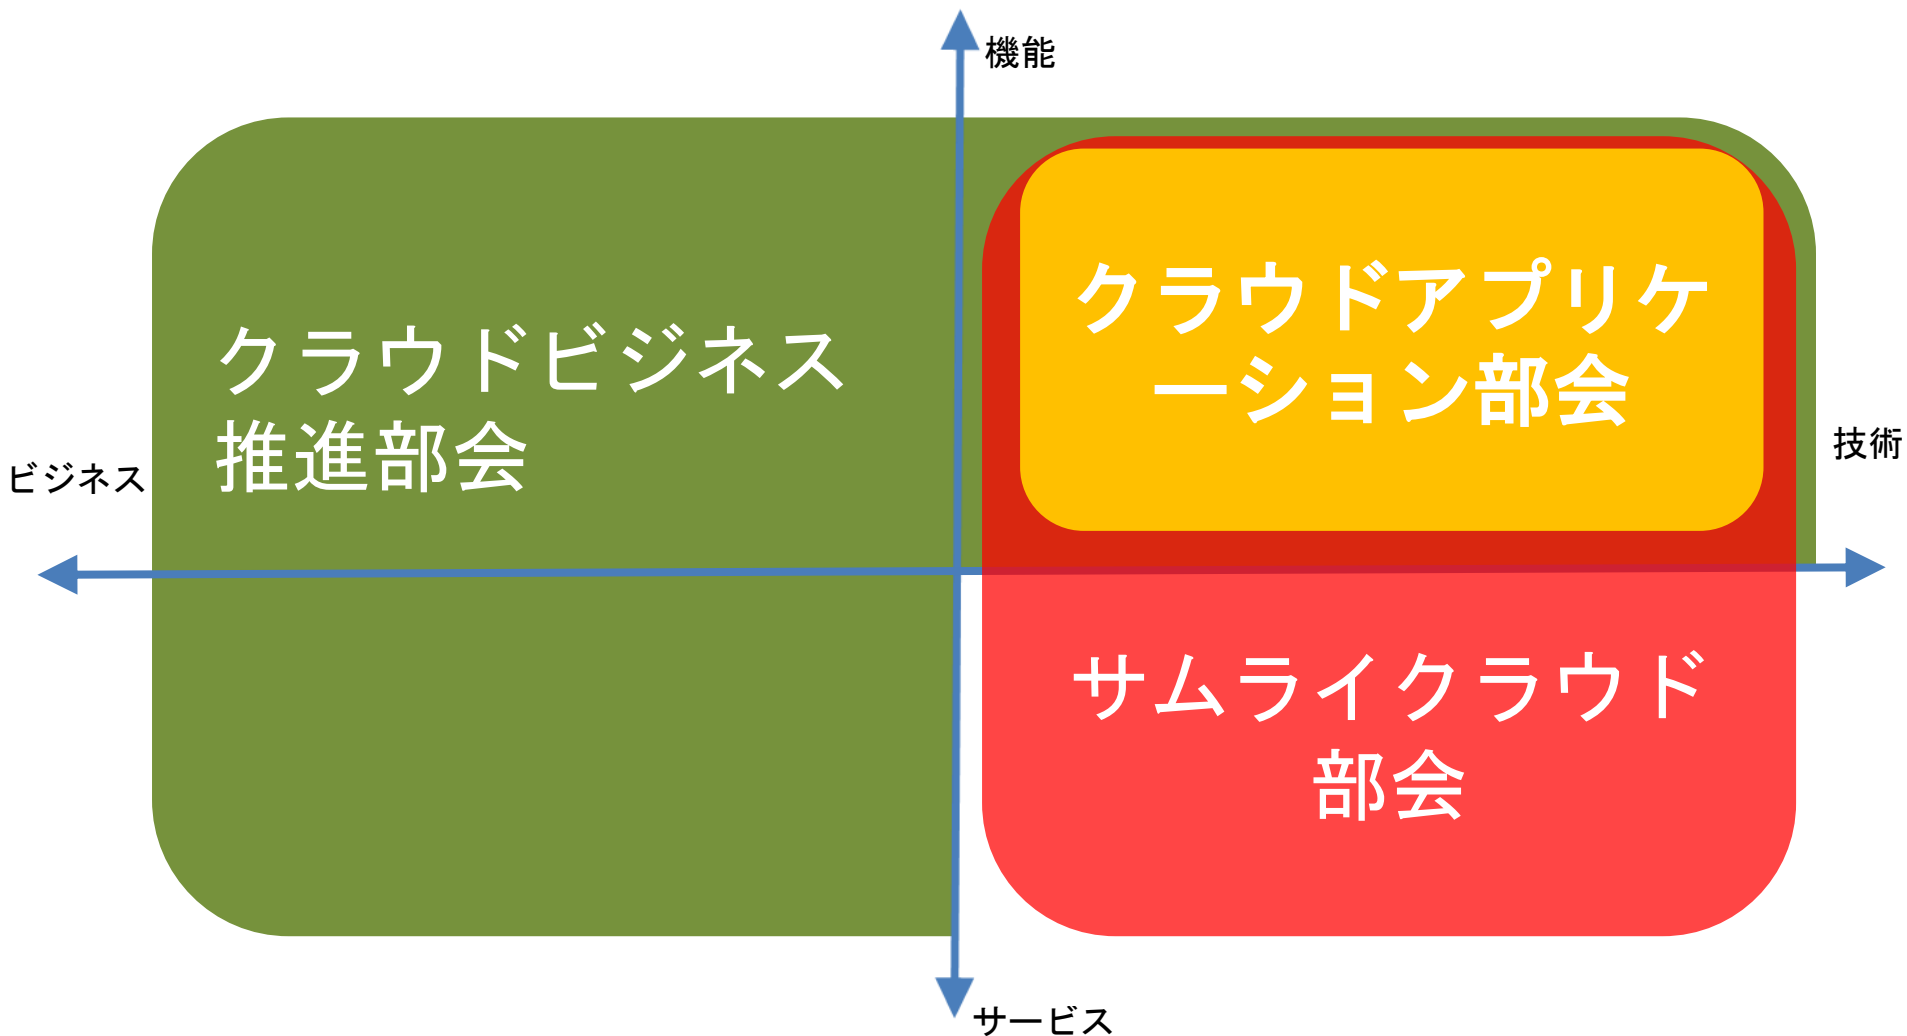 機能
クラウドアプリケ
ーション部会
クラウドビジネス
推進部会
ビジネス
技術
サムライクラウド
部会
サービス